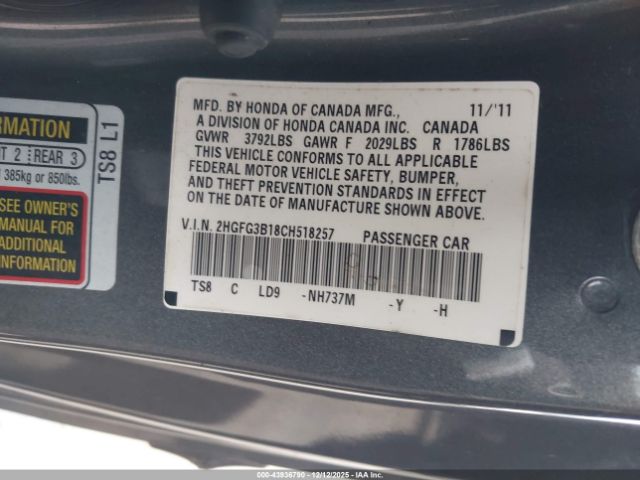 RMATION
T 2 REAR 3
385kg or 850lbs.
SEE OWNER'S
MANUAL FOR
ADDITIONAL
INFORMATION
TS8 L1
MFD. BY HONDA OF CANADA MFG., 11/'11
A DIVISION OF HONDA CANADA INC. CANADA
GVWR 3792LBS GAWR F 2029LBS R 1786LBS
THIS VEHICLE CONFORMS TO ALL APPLICABLE
FEDERAL MOTOR VEHICLE SAFETY, BUMPER,
AND THEFT PREVENTION STANDARDS IN EFFECT
ON THE DATE OF MANUFACTURE SHOWN ABOVE.
V.I.N. 2HGFG3B18CH518257 PASSENGER CAR
TS8 C LD9 -NH737M -Y -H
000-43936790 - 12/12/2025 - IAAI.COM